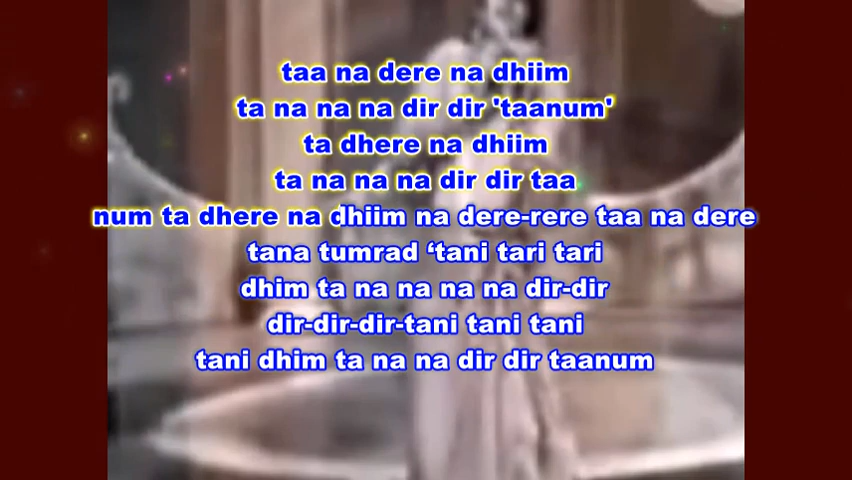 taa na dere na dhiim
ta na na na dir dir 'taanum'
ta dhere na dhiim
ta na na na dir dir taa
num ta dhere na dhiim na dere-rere taa na dere
tana tumrad ‘tani tari tari
dhim ta na na na na dir-dir
dir-dir-dir-tani tani tani
tani dhim ta na na dir dir taanum